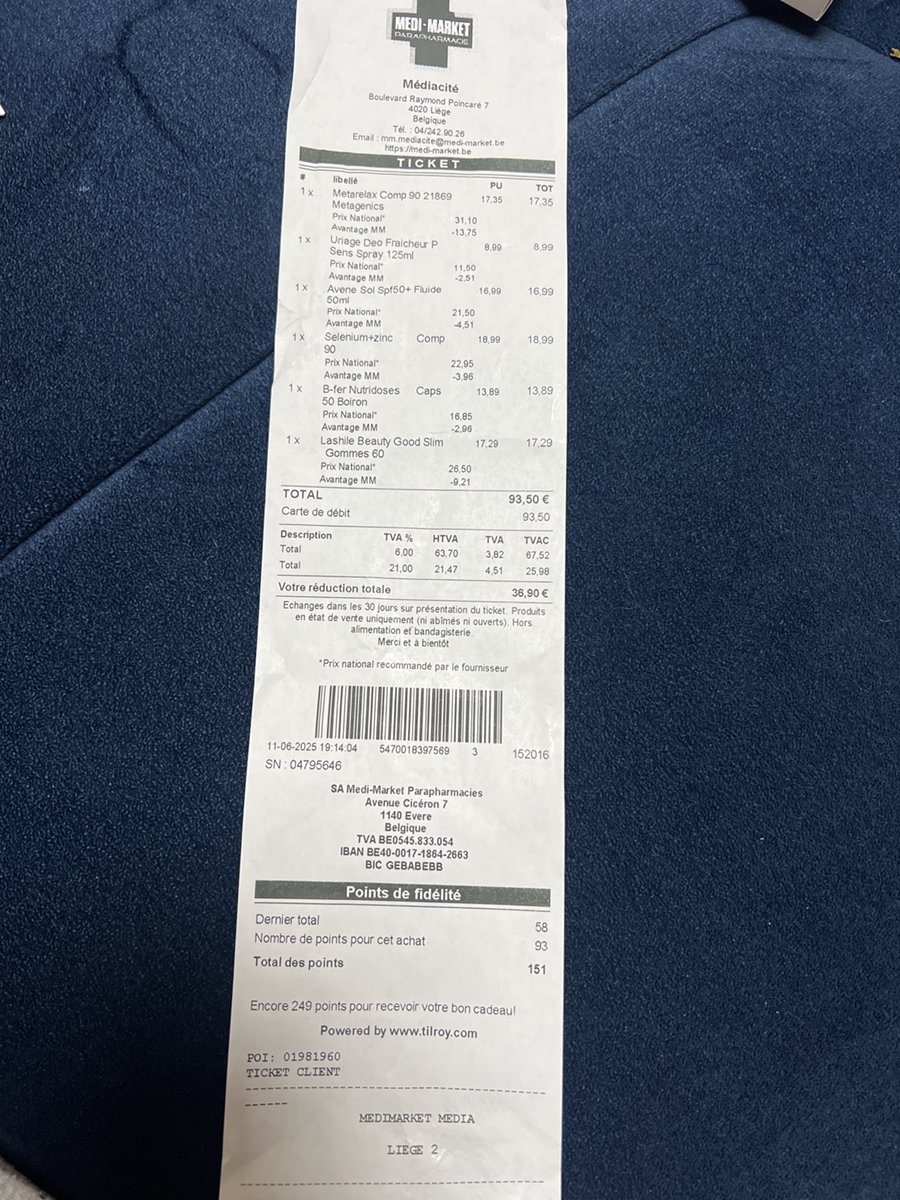 MEDI-MARKET
PARAPHARMACIE
Médiacité
Boulevard Raymond Poincaré 7
4020 Liège
Belgique
Tél. : 04/242.90.26
Email : mm.mediacite@medi-market.be
https://medi-market.be
TICKET
# libellé PU TOT
1 x Metarelax Comp 90 21869 17,35 17,35
Metagenics
Prix National* 31,10
Avantage MM -13,75
1 x Uriage Deo Fraicheur P 8,99 8,99
Sens Spray 125ml
Prix National* 11,50
Avantage MM -2,51
1 x Avene Sol Spf50+ Fluide 16,99 16,99
50ml
Prix National* 21,50
Avantage MM -4,51
1 x Selenium+zinc Comp 18,99 18,99
90
Prix National* 22,95
Avantage MM -3,96
1 x B-fer Nutridoses Caps 13,89 13,89
50 Boiron
Prix National* 16,85
Avantage MM -2,96
1 x Lashile Beauty Good Slim 17,29 17,29
Gommes 60
Prix National* 26,50
Avantage MM -9,21
TOTAL 93,50 €
Carte de débit 93,50
Description TVA % HTVA TVA TVAC
Total 6,00 63,70 3,82 67,52
Total 21,00 21,47 4,51 25,98
Votre réduction totale 36,90 €
Echanges dans les 30 jours sur présentation du ticket. Produits
en état de vente uniquement (ni abîmés ni ouverts). Hors
alimentation et bandagisterie.
Merci et à bientôt
*Prix national recommandé par le fournisseur
11-06-2025 19:14:04 5470018397569 3 152016
SN : 04795646
SA Medi-Market Parapharmacies
Avenue Cicéron 7
1140 Evere
Belgique
TVA BE0545.833.054
IBAN BE40-0017-1864-2663
BIC GEBABEBB
Points de fidélité
Dernier total 58
Nombre de points pour cet achat 93
Total des points 151
Encore 249 points pour recevoir votre bon cadeau!
Powered by www.tilroy.com
POI: 01981960
TICKET CLIENT
MEDIMARKET MEDIA
LIEGE 2